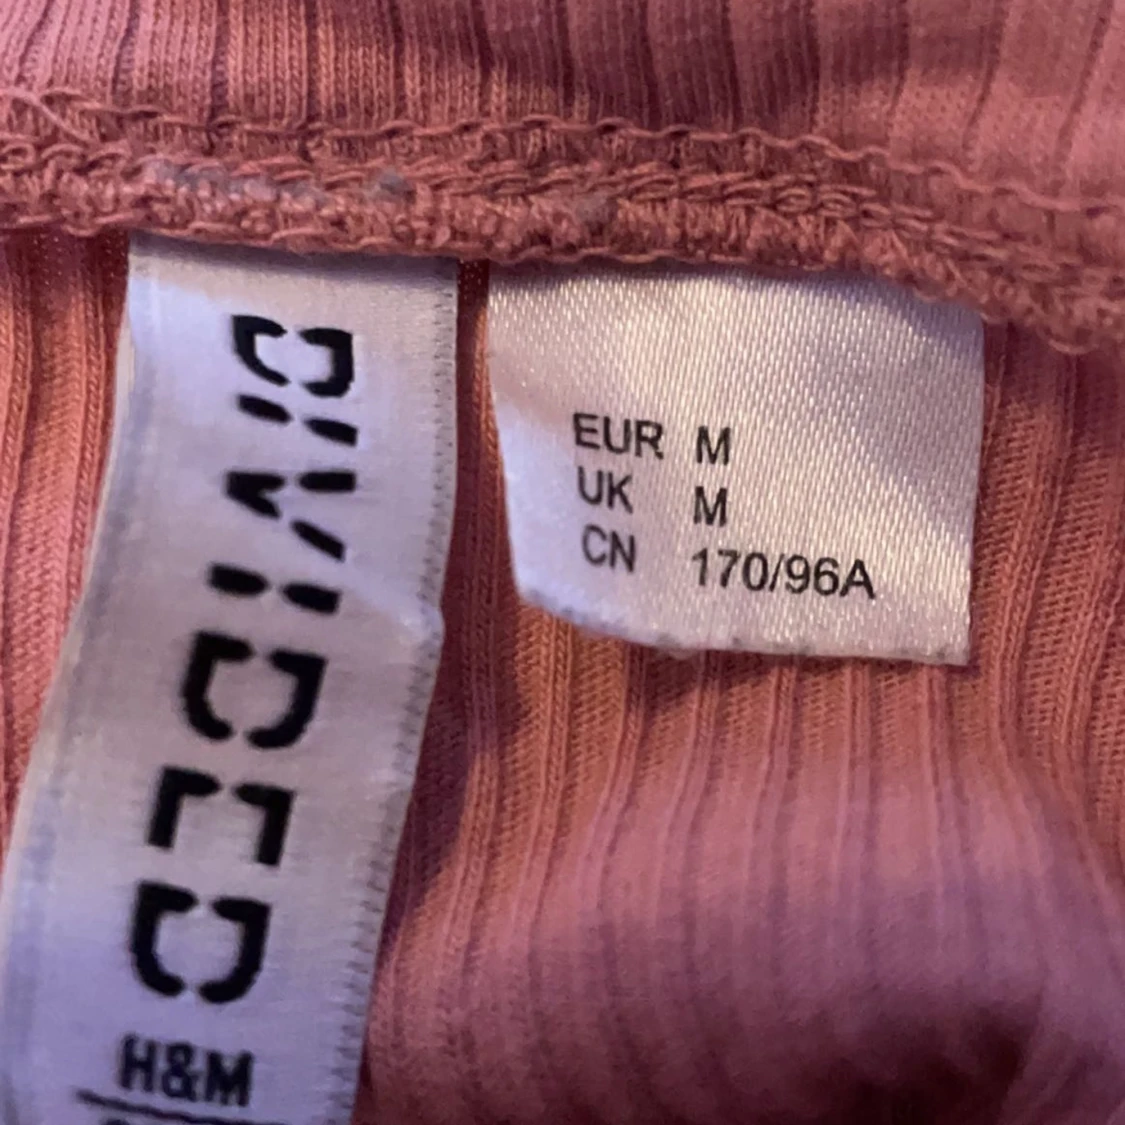 DIVIDED
H&M
EUR M
UK M
CN 170/96A